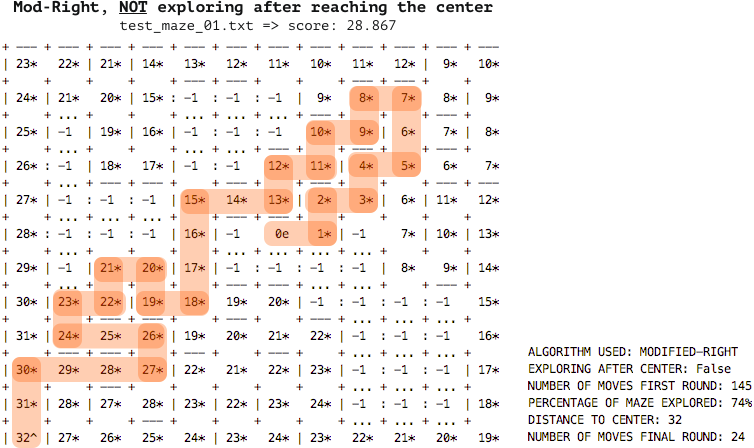 Mod-Right, NOT exploring after reaching the center
test_maze_01.txt => score: 28.867
+ --- + --- + --- + --- + --- + --- + --- + --- + --- + --- + --- + ---
| 23* | 22* | 21* | 14* 13* 12* 11* 10* 11* 12* | 9* 10*
| 24* | 21* 20* | 15* : -1 : -1 : -1 9* | 8* 7* 8* | 9*
| 25* | -1 | 19* | 16* | -1 : -1 | -1 10* 9* | 6* 7* | 8*
| 26* : -1 | 18* 17* | -1 : -1 12* | 11* | 4* 5* | 6* 7*
| 27* | -1 : -1 : -1 | 15* 14* 13* | 2* 3* | 6* | 11* | 12*
| 28* : -1 : -1 : -1 | 16* | -1 0e 1* | -1 7* | 10* | 13*
| 29* | -1 | 21* 20* | 17* | -1 : -1 : -1 : -1 | 8* 9* | 14*
| 30* | 23* | 22* | 19* 18* | 19* 20* | -1 : -1 : -1 : -1 15*
| 31* | 24* 25* 26* | 19* 20* 21* 22* | -1 : -1 : -1 16*
| 30* 29* 28* 27* | 22* 21* 22* 23* | -1 : -1 : -1 | 17*
| 31* | 28* | 27* | 28* | 23* | 22* | 23* 24* | -1 : -1 : -1 | 18*
| 32^ | 27* 26* 25* 24* 23* 24* | 23* 22* 21* 20* 19*
ALGORITHM USED: MODIFIED-RIGHT
EXPLORING AFTER CENTER: False
NUMBER OF MOVES FIRST ROUND: 145
PERCENTAGE OF MAZE EXPLORED: 74%
DISTANCE TO CENTER: 32
NUMBER OF MOVES FINAL ROUND: 24